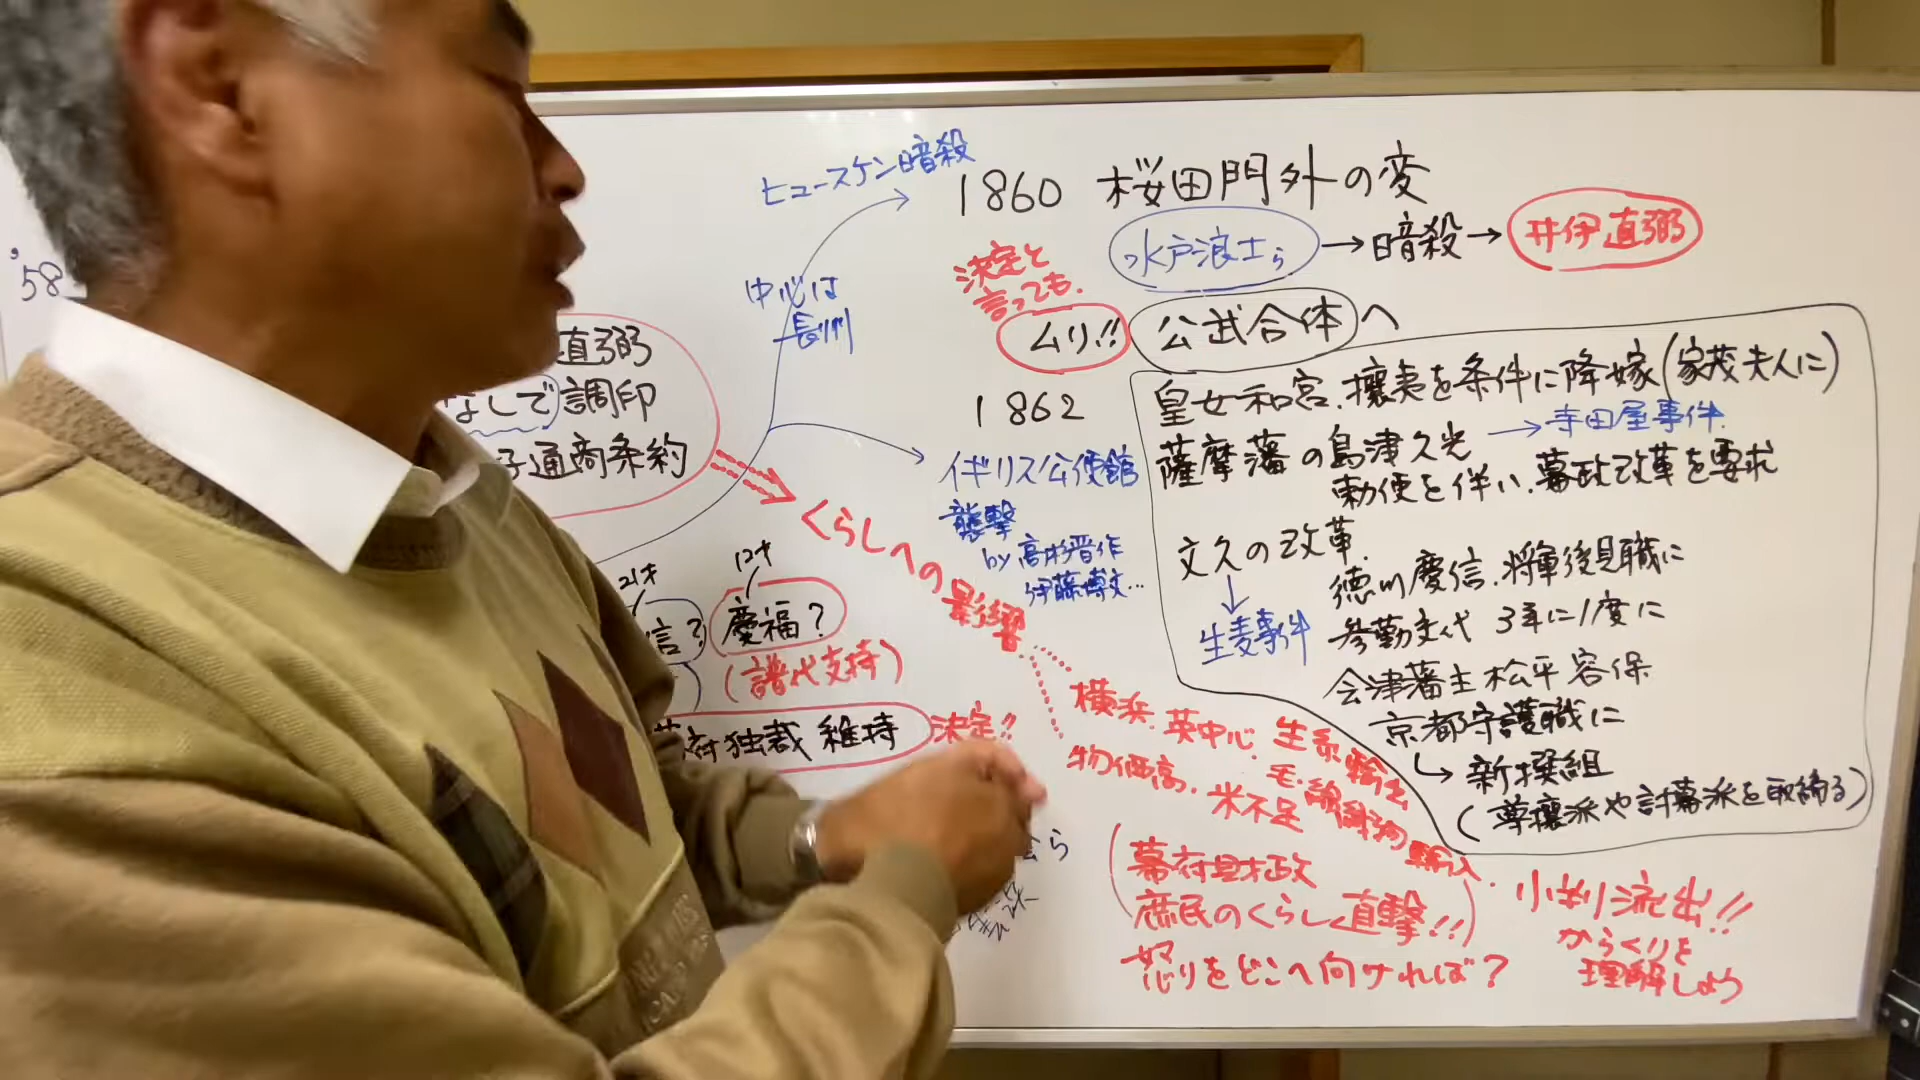 '58
直弼
なしで調印
子通商条約
ヒュースケン暗殺
中心は
長州
1860 桜田門外の変
水戸浪士ら→暗殺→井伊直弼
決定と
言っても、
ムリ!! 公武合体へ
1862
皇女和宮、攘夷を条件に降嫁(家茂夫人に)
薩摩藩の島津久光→寺田屋事件
勅使を伴い、幕政改革を要求
イギリス公使館
襲撃
by 高杉晋作
伊藤博文…
文久の改革
↓
生麦事件
徳川慶信、将軍後見職に
参勤交代 3年に1度に
会津藩主松平容保
京都守護職に
↳新撰組
(尊攘派や討幕派を取締る)
くらしへの影響
21才
12才
信?
慶福?
(譜代支持)
府独裁 維持 決定!!
横浜、英中心、生糸輸出
毛・綿織物輸入、
物価高、米不足
小判流出!!
からくりを
理解しよう
(幕府財政
庶民のくらし直撃!!)
怒りをどこへ向ければ?
ら